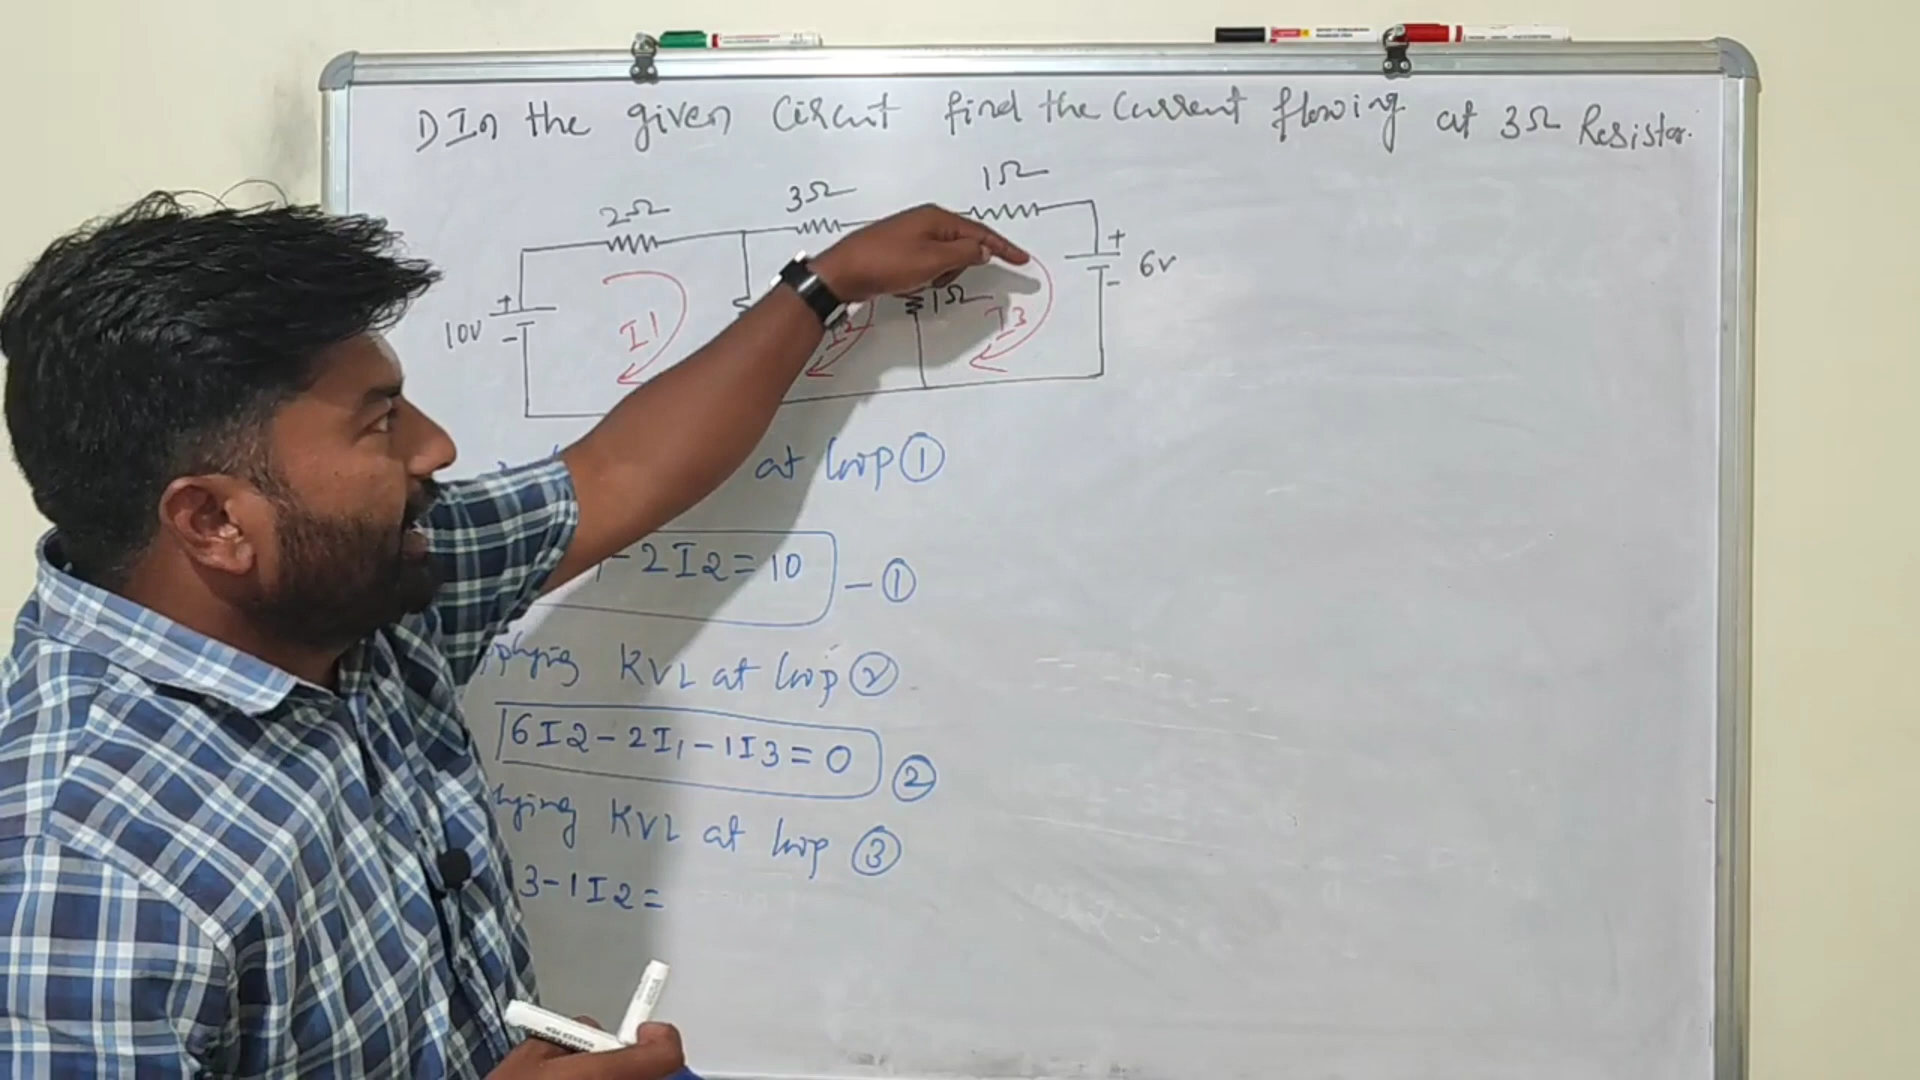 1) In the given Circut find the Current flowing at 3Ω Resistor.
2Ω 3Ω 1Ω
+ 10V -
I1 I2 1Ω I3
+ 6v -
at loop ①
- 2I2 = 10 - ①
KVL at loop ②
6I2 - 2I1 - 1I3 = 0 ②
KVL at loop ③
3 - 1I2 =